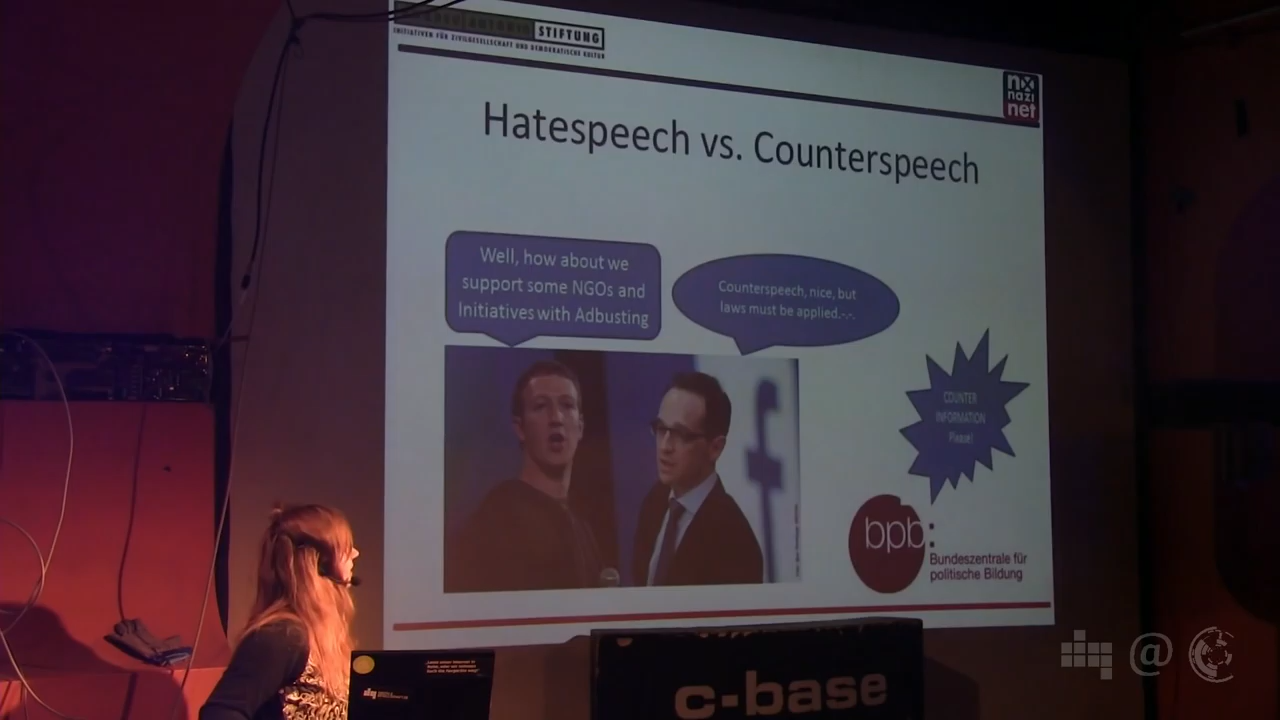 STIFTUNG
INITIATIVEN FÜR ZIVILGESELLSCHAFT UND DEMOKRATISCHE KULTUR
no
nazi
net
Hatespeech vs. Counterspeech
Well, how about we
support some NGOs and
Initiatives with Adbusting
Counterspeech, nice, but
laws must be applied.-.-.
COUNTER
INFORMATION
Please!
f
bpb:
Bundeszentrale für
politische Bildung
c-base
@